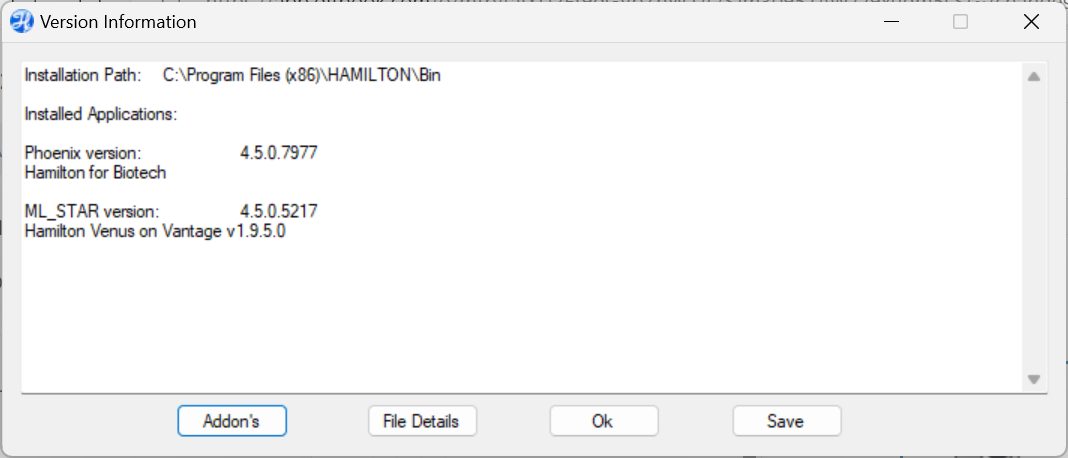 Version Information
Installation Path: C:\Program Files (x86)\HAMILTON\Bin
Installed Applications:
Phoenix version: 4.5.0.7977
Hamilton for Biotech
ML_STAR version: 4.5.0.5217
Hamilton Venus on Vantage v1.9.5.0
Addon's File Details Ok Save